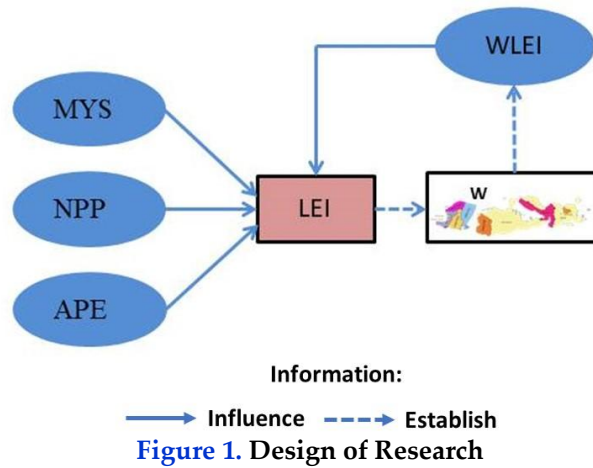 WLEI
MYS
NPP
LEI
W
APE
Information:
Influence Establish
Figure 1. Design of Research